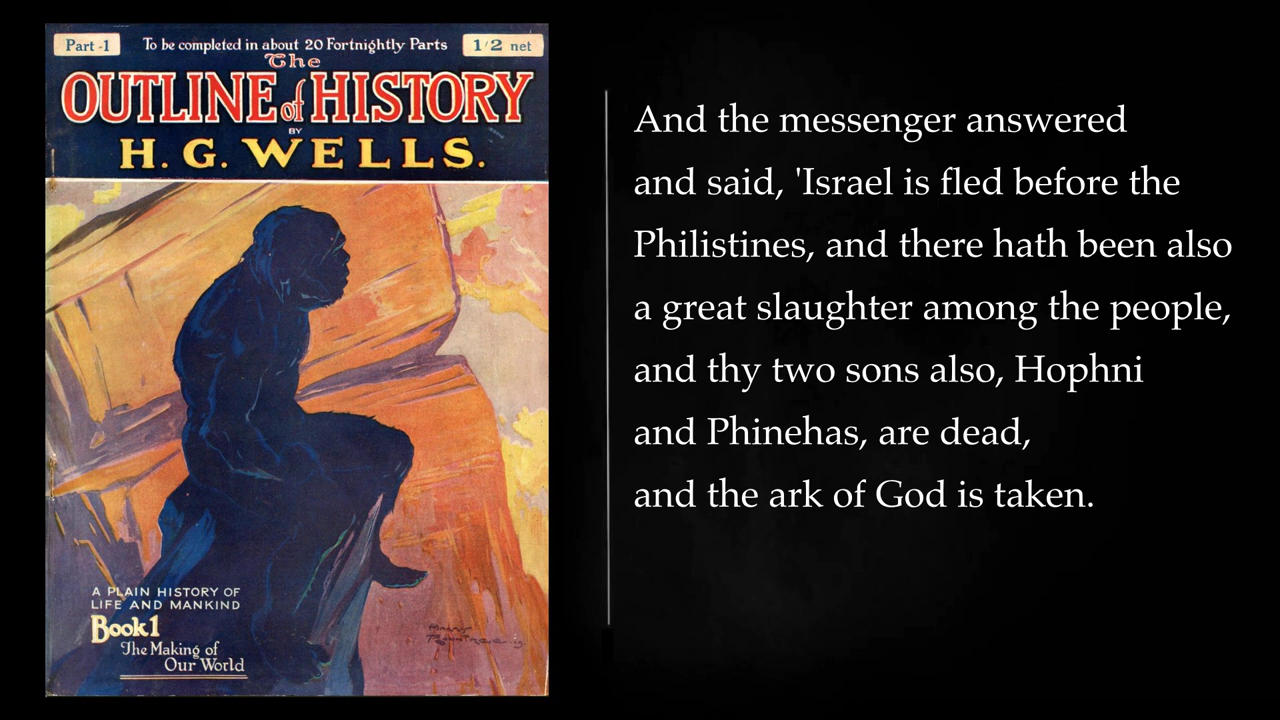 Part -1
To be completed in about 20 Fortnightly Parts
1/2 net
The
OUTLINE of HISTORY
BY
H. G. WELLS.
A PLAIN HISTORY OF
LIFE AND MANKIND
Book 1
The Making of
Our World
And the messenger answered
and said, 'Israel is fled before the
Philistines, and there hath been also
a great slaughter among the people,
and thy two sons also, Hophni
and Phinehas, are dead,
and the ark of God is taken.